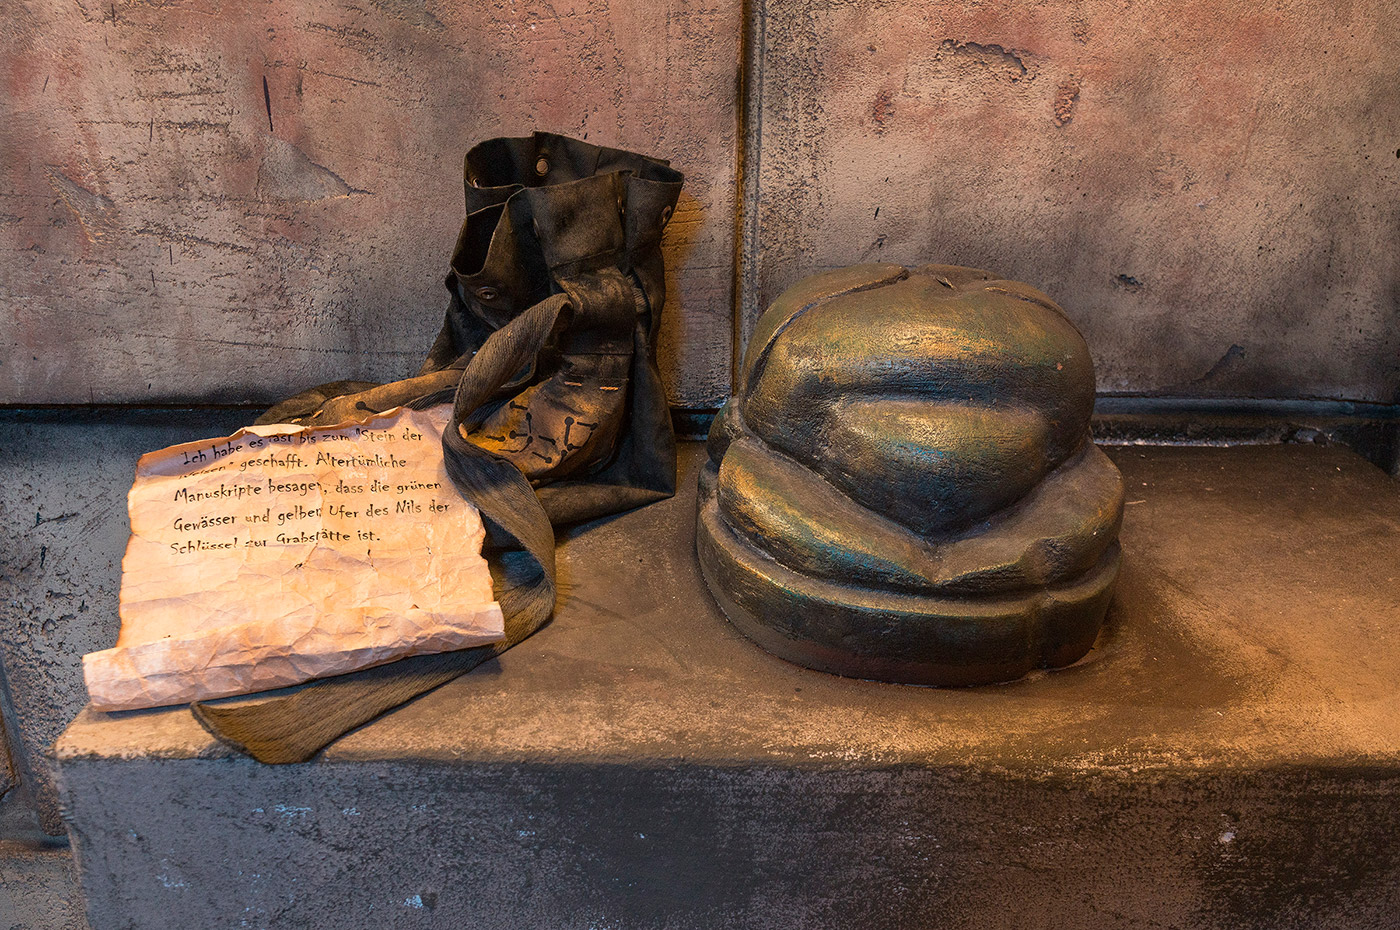 "Ich habe es fast bis zum "Stein der
geschafft. Altertümliche
Manuskripte besagen, dass die grünen
Gewässer und gelben Ufer des Nils der
Schlüssel zur Grabstätte ist.